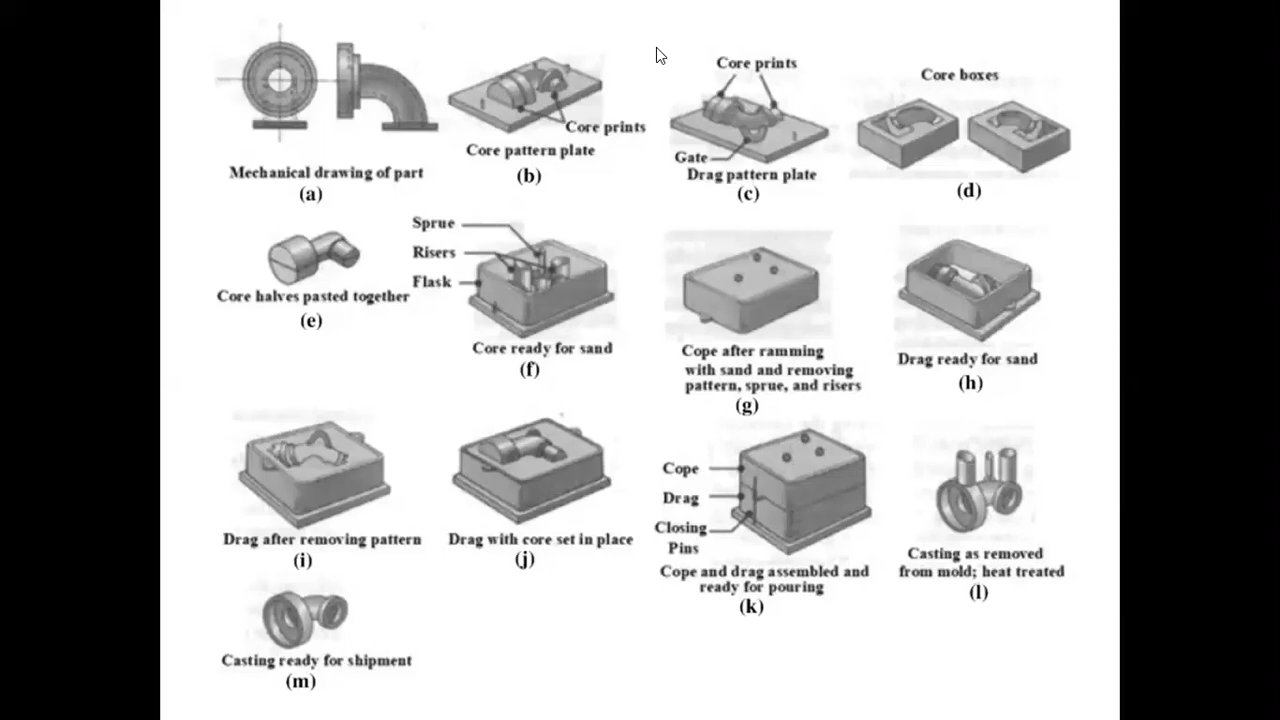 Mechanical drawing of part
(a)
Core prints
Core pattern plate
(b)
Core prints
Gate
Drag pattern plate
(c)
Core boxes
(d)
Core halves pasted together
(e)
Sprue
Risers
Flask
Core ready for sand
(f)
Cope after ramming
with sand and removing
pattern, sprue, and risers
(g)
Drag ready for sand
(h)
Drag after removing pattern
(i)
Drag with core set in place
(j)
Cope
Drag
Closing
Pins
Cope and drag assembled and
ready for pouring
(k)
Casting as removed
from mold; heat treated
(l)
Casting ready for shipment
(m)